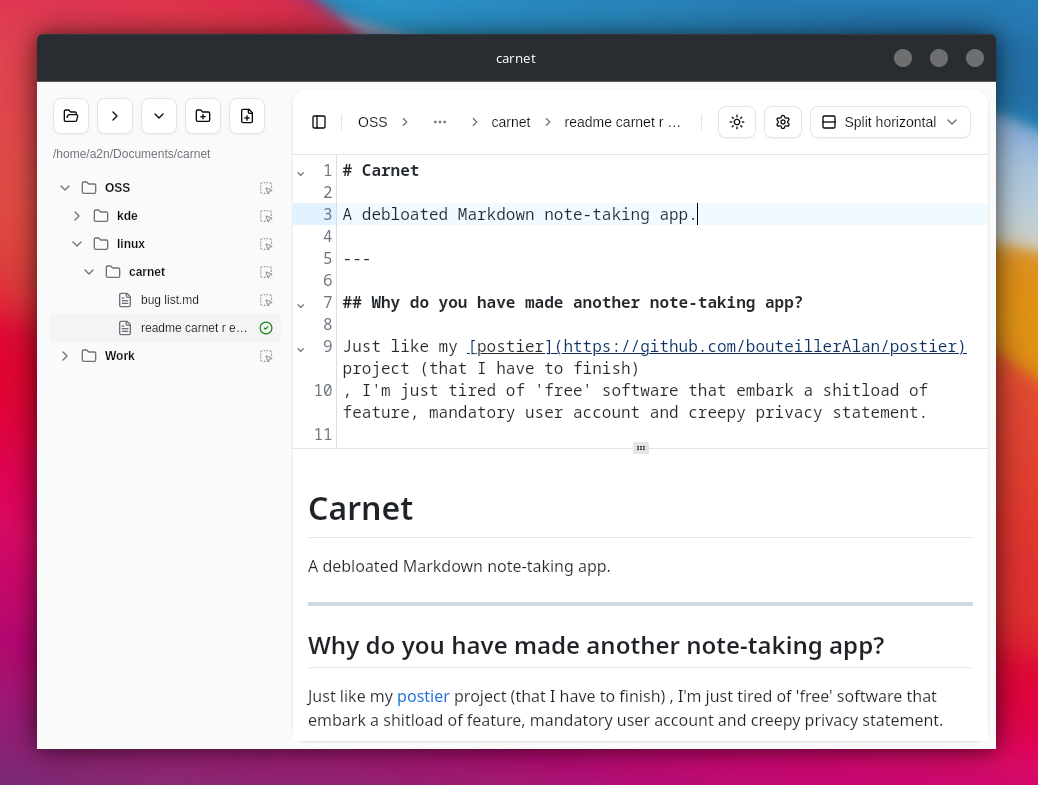 carnet
/home/a2n/Documents/carnet
OSS
kde
linux
carnet
bug list.md
readme carnet r e…
Work
OSS
carnet
readme carnet r …
Split horizontal
1 # Carnet
2
3 A debloated Markdown note-taking app.
4
5 ---
6
7 ## Why do you have made another note-taking app?
8
9 Just like my [postier](https://github.com/bouteillerAlan/postier)
project (that I have to finish)
10 , I'm just tired of 'free' software that embark a shitload of
feature, mandatory user account and creepy privacy statement.
11
Carnet
A debloated Markdown note-taking app.
Why do you have made another note-taking app?
Just like my postier project (that I have to finish) , I'm just tired of 'free' software that
embark a shitload of feature, mandatory user account and creepy privacy statement.